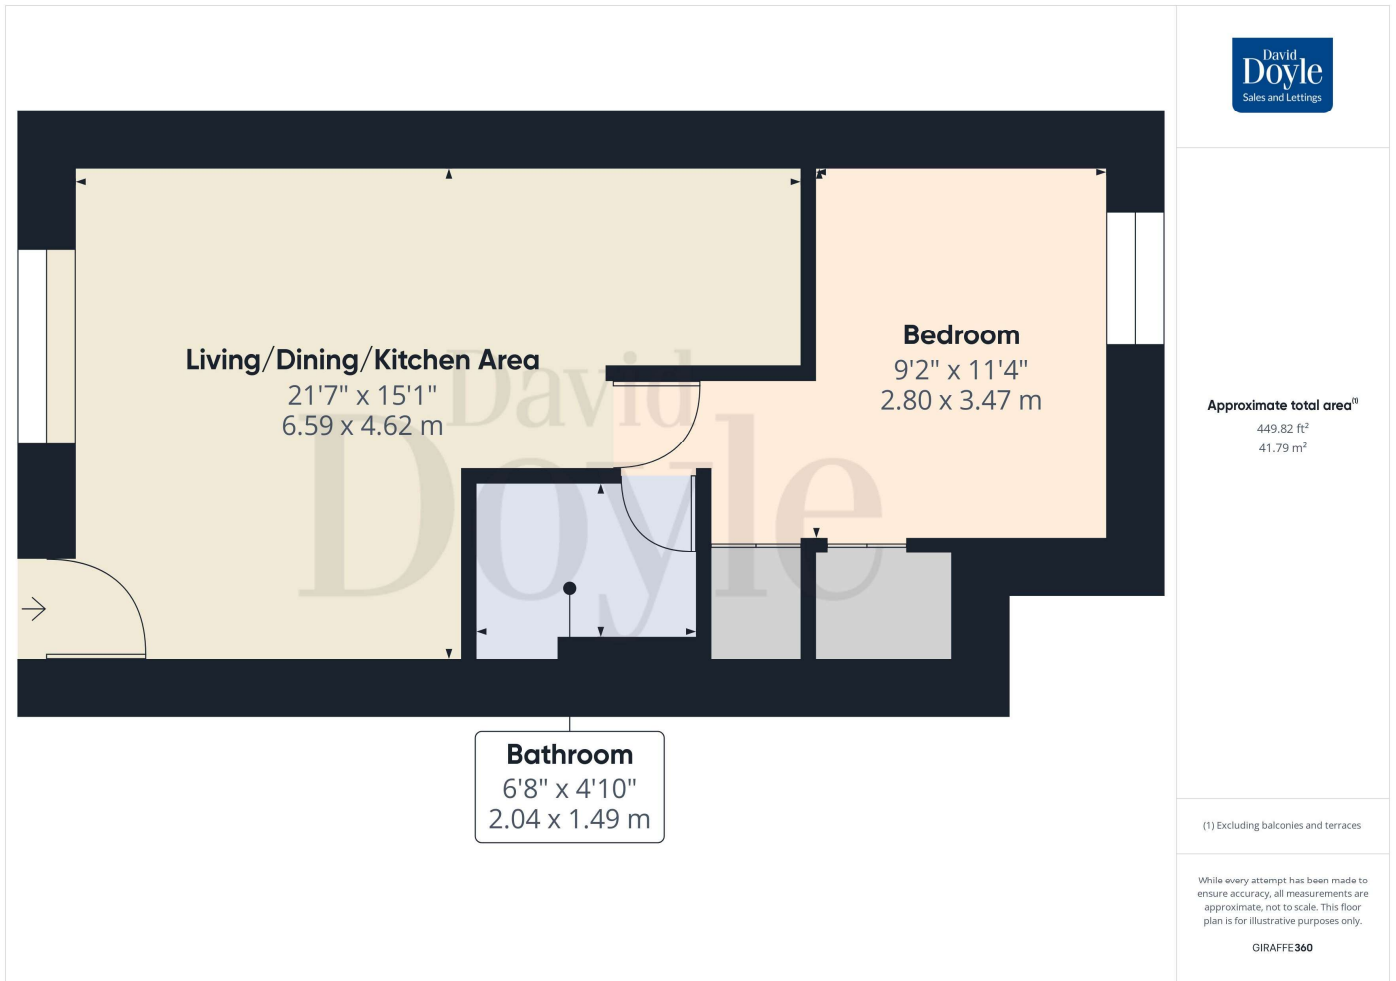 David
Doyle
Sales and Lettings
Living/Dining/Kitchen Area
21'7" x 15'1"
6.59 x 4.62 m
Bedroom
9'2" x 11'4"
2.80 x 3.47 m
David
Doyle
Bathroom
6'8" x 4'10"
2.04 x 1.49 m
Approximate total area(1)
449.82 ft²
41.79 m²
(1) Excluding balconies and terraces
While every attempt has been made to
ensure accuracy, all measurements are
approximate, not to scale. This floor
plan is for illustrative purposes only.
GIRAFFE360